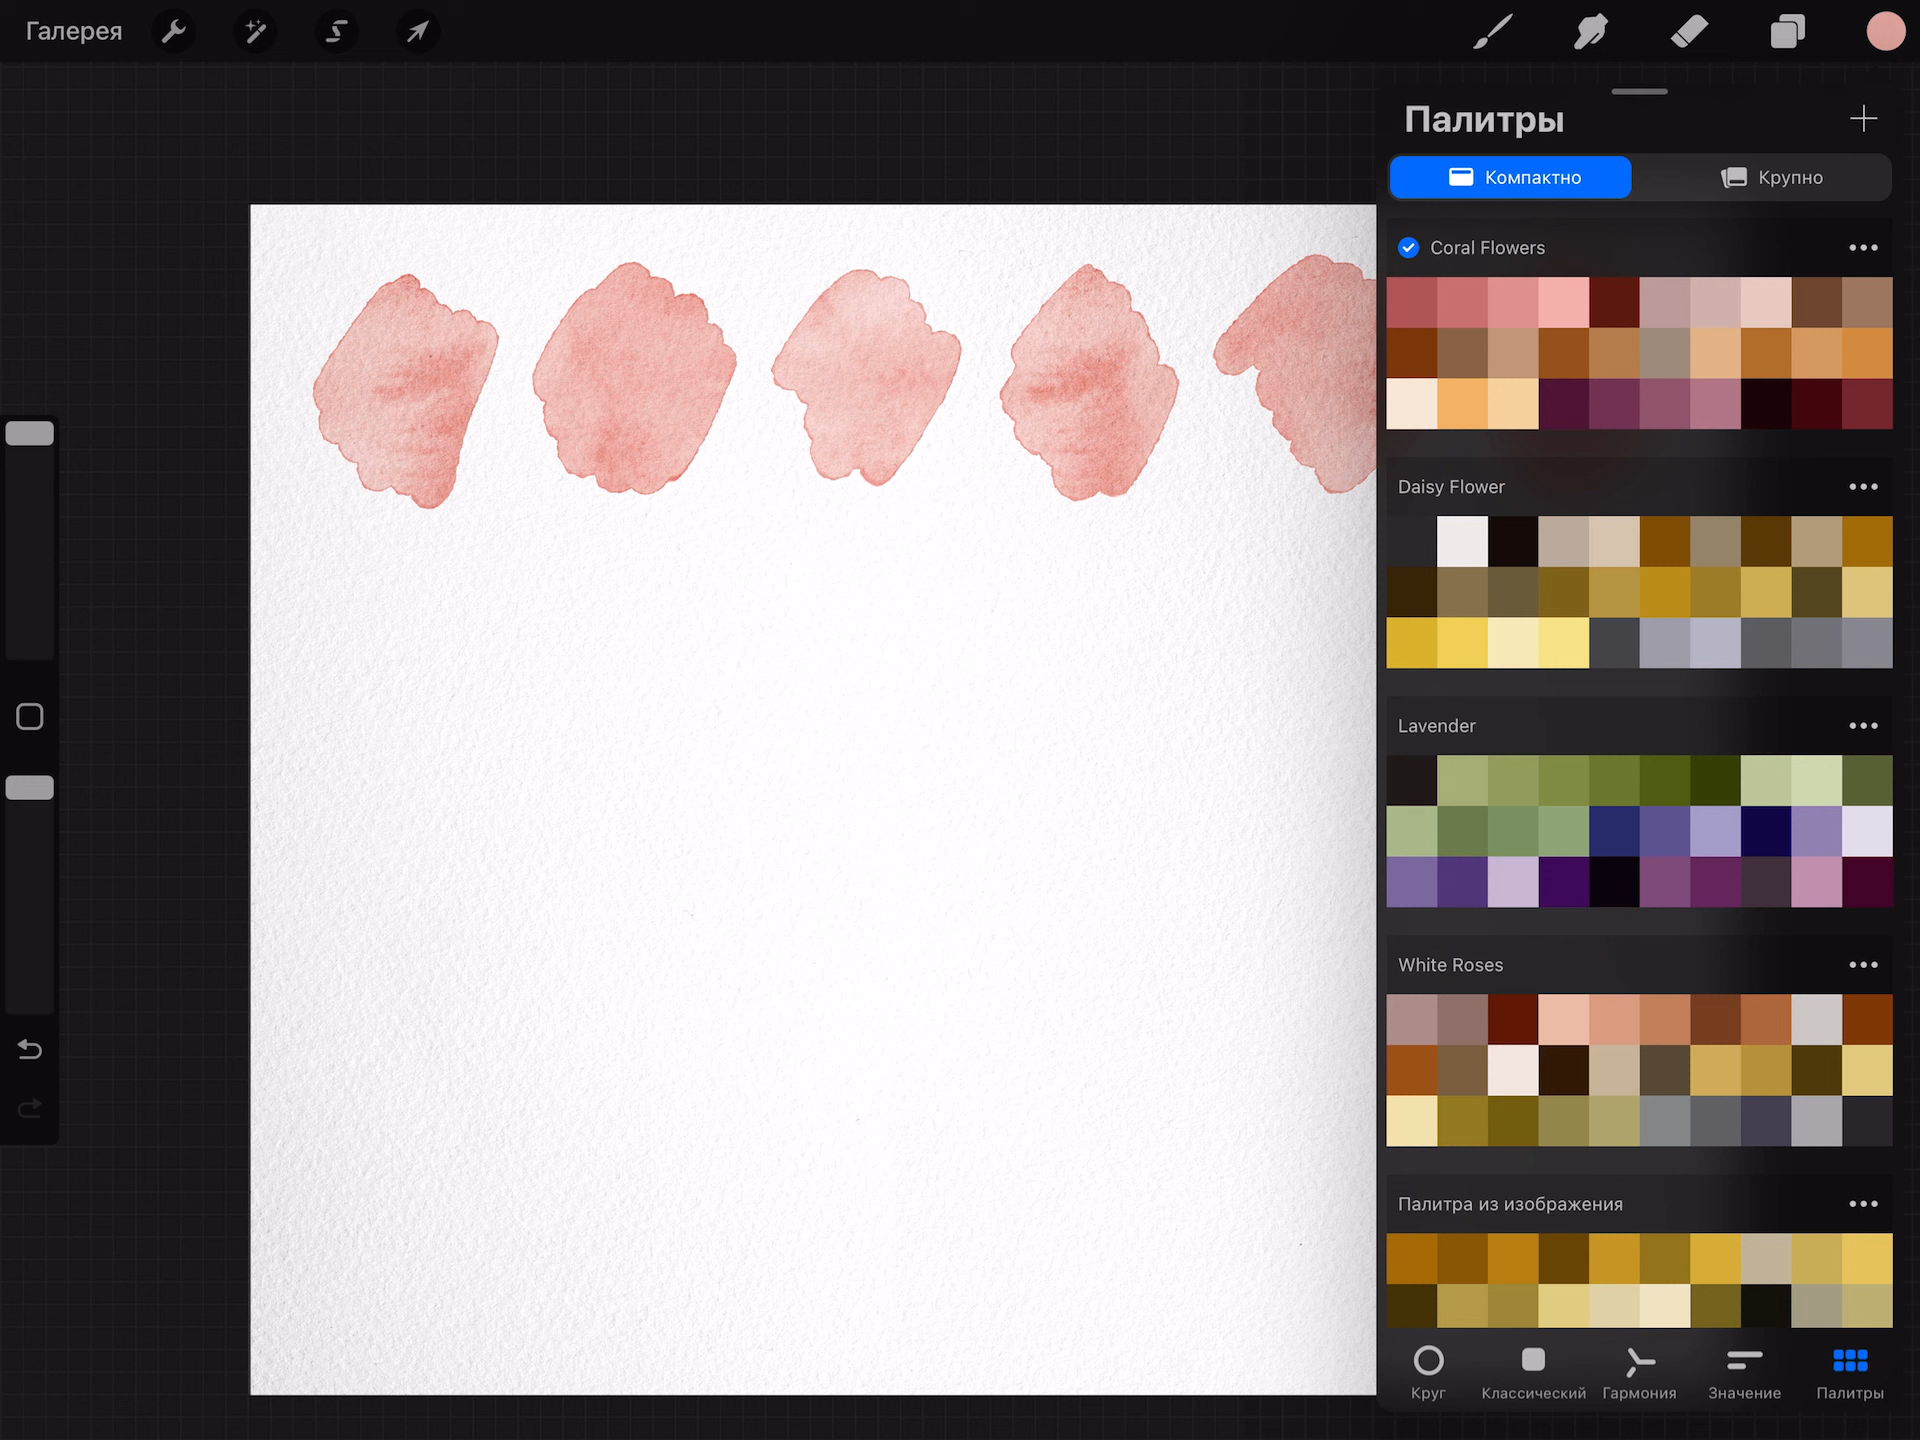 Галерея
Палитры
Компактно
Крупно
Coral Flowers
Daisy Flower
Lavender
White Roses
Палитра из изображения
Круг
Классический
Гармония
Значение
Палитры